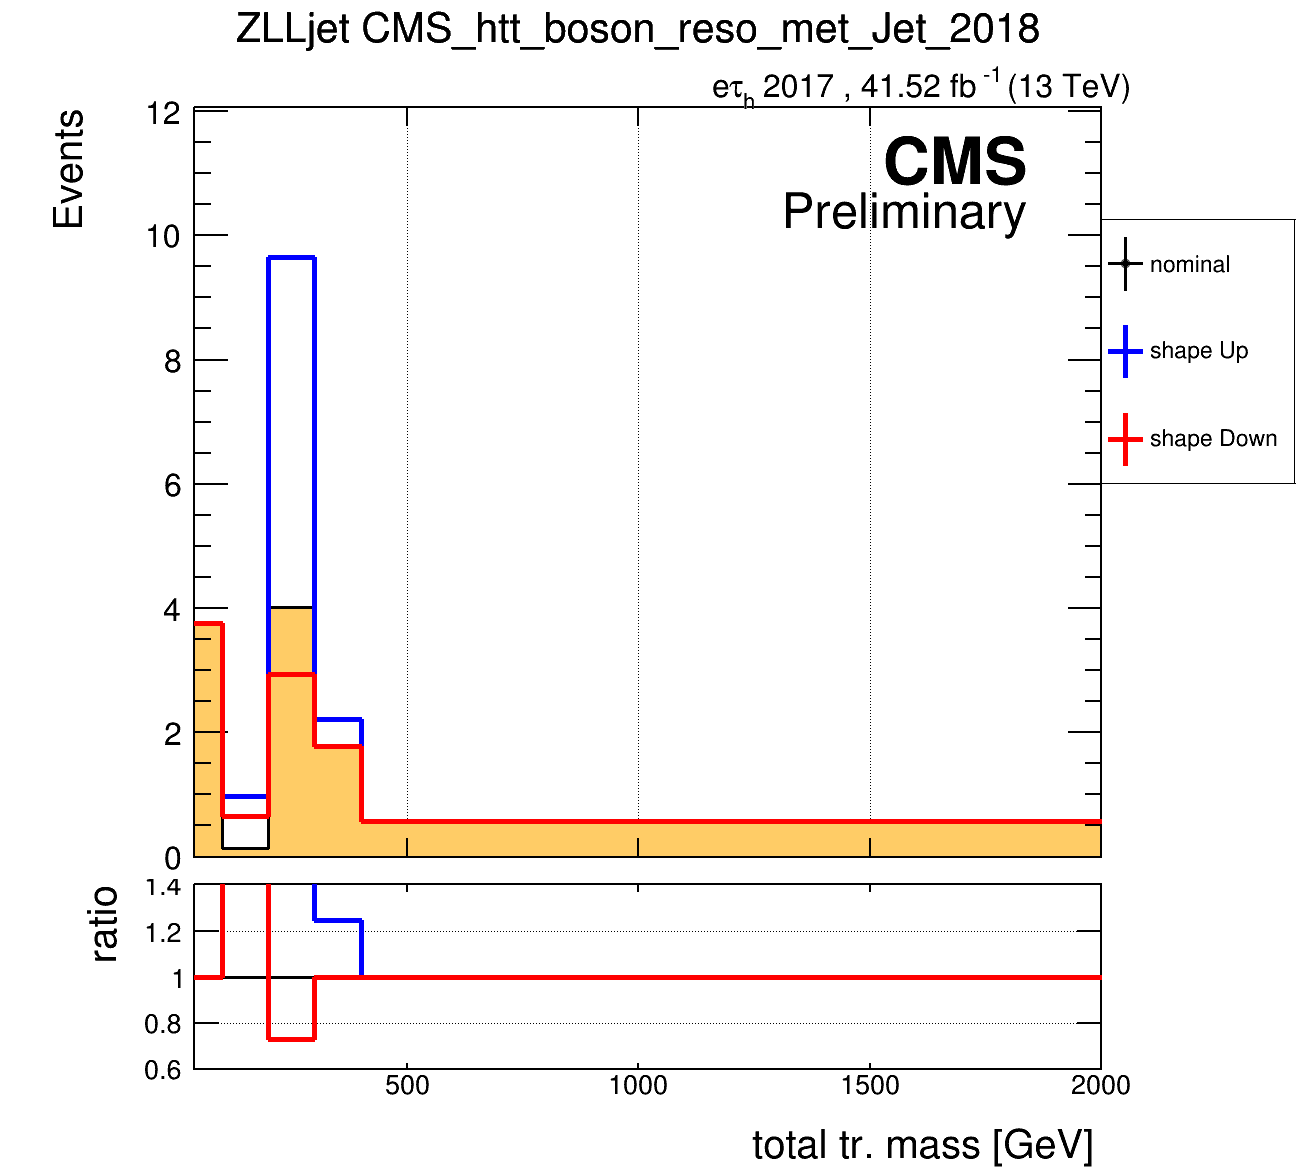 ZLLjet CMS_htt_boson_reso_met_Jet_2018
eτh 2017 , 41.52 fb -1 (13 TeV)
Events
12
10
8
6
4
2
0
CMS
Preliminary
nominal
shape Up
shape Down
ratio
1.4
1.2
1
0.8
0.6
500
1000
1500
2000
total tr. mass [GeV]